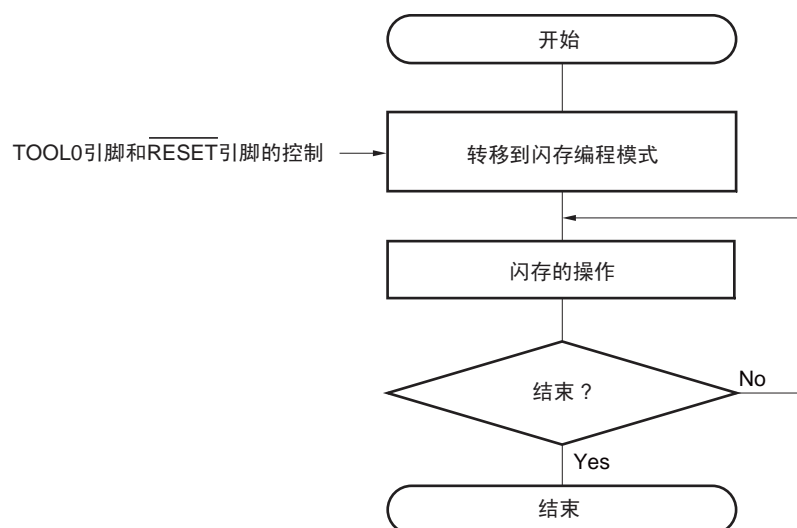 开始
TOOL0引脚和RESET引脚的控制
转移到闪存编程模式
闪存的操作
结束？
No
Yes
结束